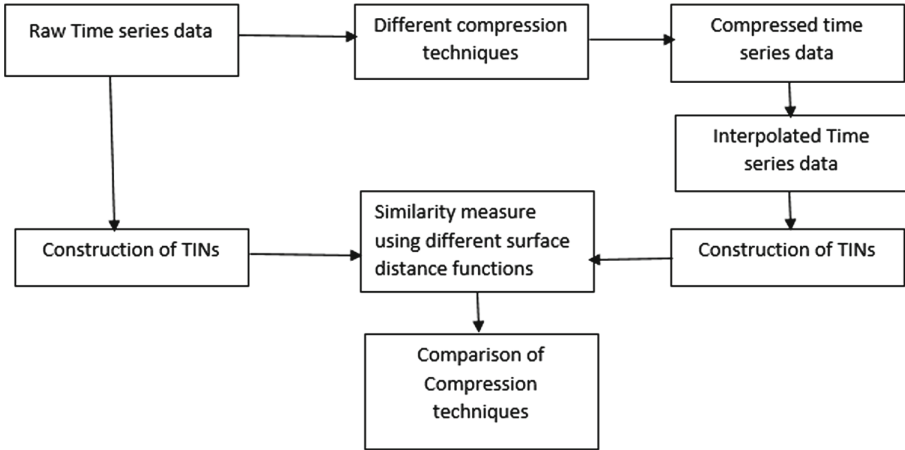 Raw Time series data
Different compression
techniques
Compressed time
series data
Interpolated Time
series data
Construction of TINs
Similarity measure
using different surface
distance functions
Construction of TINs
Comparison of
Compression
techniques